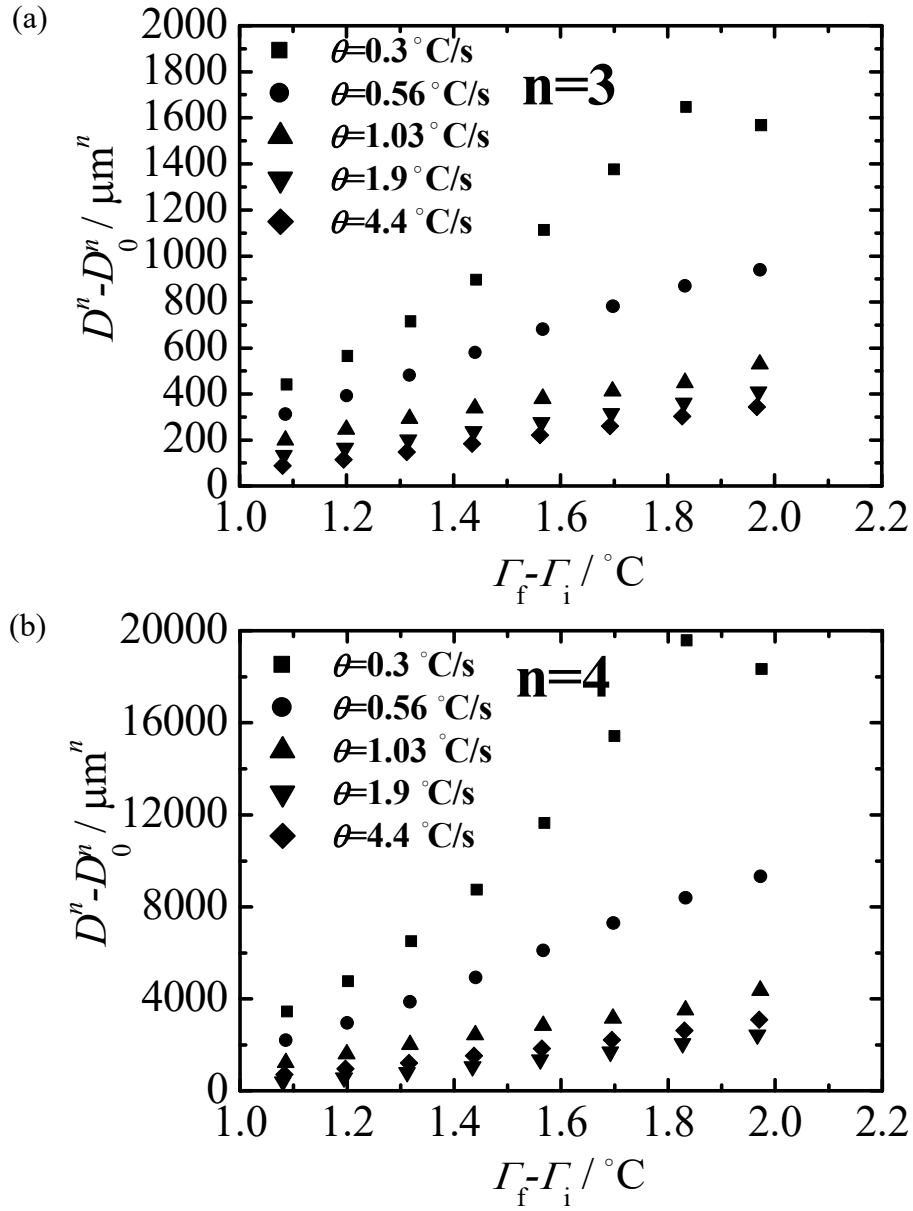 (a)
2000
1800
1600
1400
1200
1000
800
600
400
200
0
D^n-D_0^n / μm^n
θ=0.3 °C/s
θ=0.56 °C/s
θ=1.03 °C/s
θ=1.9 °C/s
θ=4.4 °C/s
n=3
1.0 1.2 1.4 1.6 1.8 2.0 2.2
Γ_f-Γ_i / °C
(b)
20000
16000
12000
8000
4000
0
D^n-D_0^n / μm^n
θ=0.3 °C/s
θ=0.56 °C/s
θ=1.03 °C/s
θ=1.9 °C/s
θ=4.4 °C/s
n=4
1.0 1.2 1.4 1.6 1.8 2.0 2.2
Γ_f-Γ_i / °C